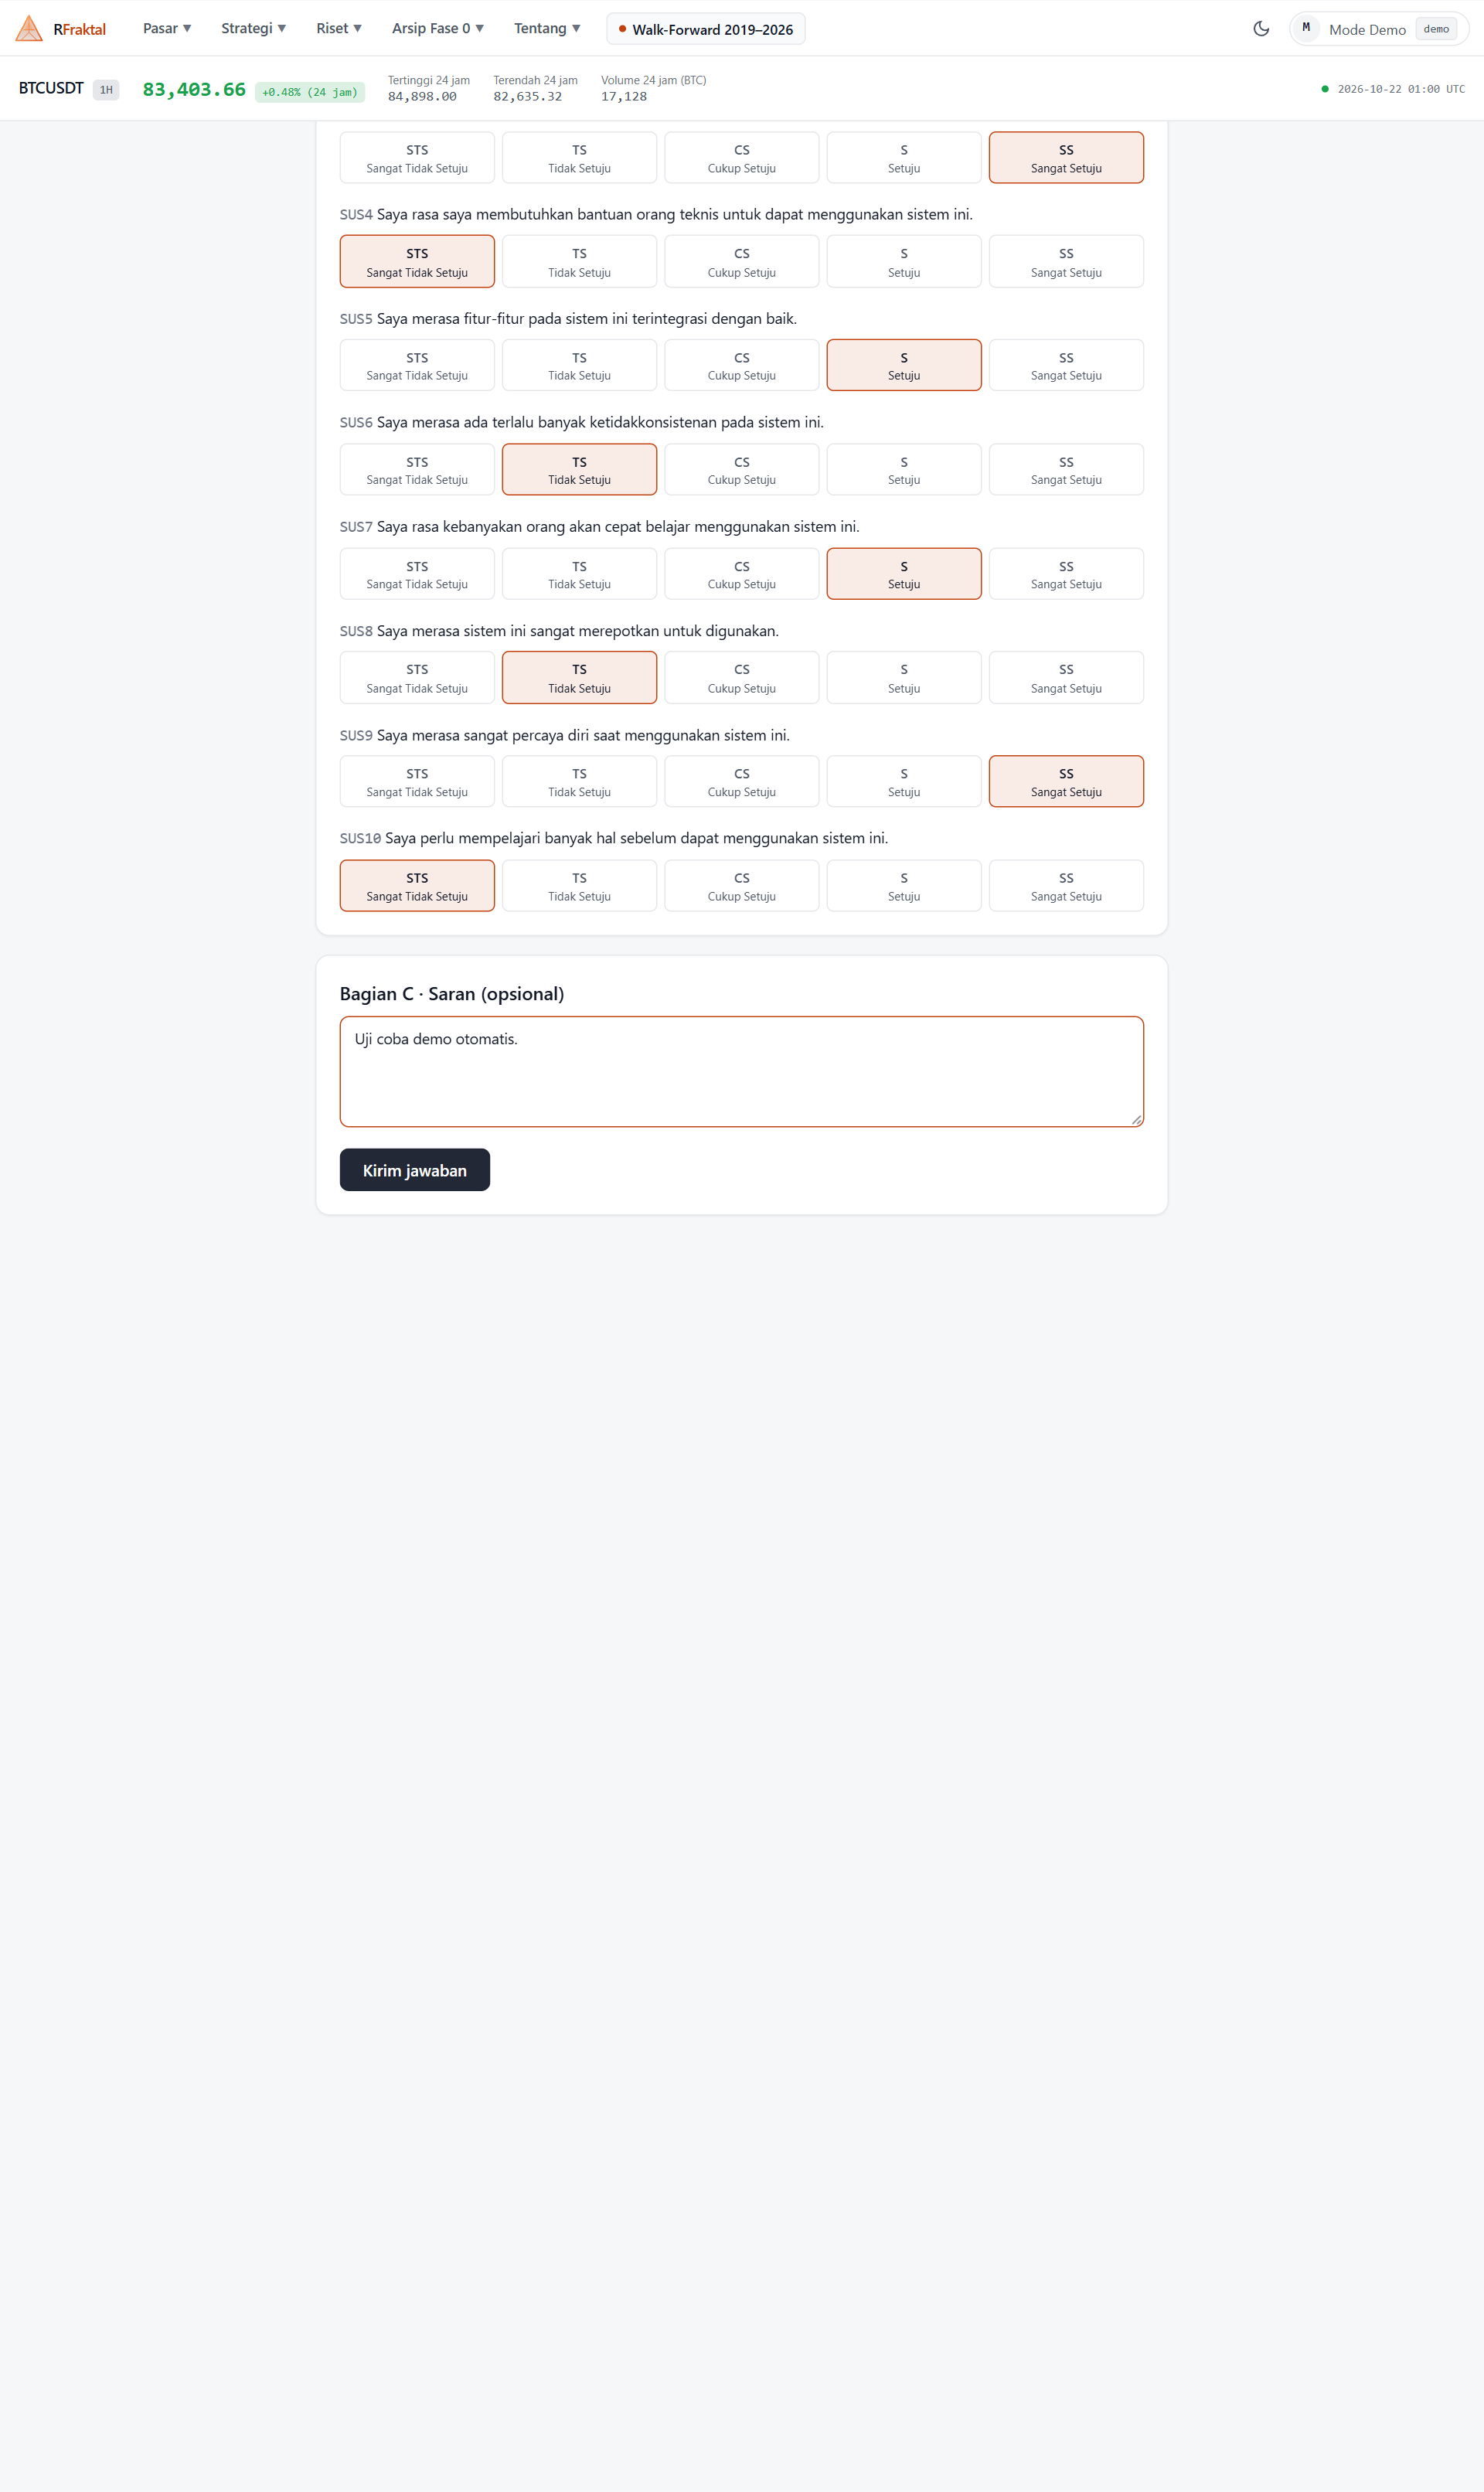 RFraktal Pasar ▼ Strategi ▼ Riset ▼ Arsip Fase 0 ▼ Tentang ▼ Walk-Forward 2019–2026 M Mode Demo demo
BTCUSDT 1H 83,403.66 +0.48% (24 jam)
Tertinggi 24 jam
84,898.00
Terendah 24 jam
82,635.32
Volume 24 jam (BTC)
17,128
2026-10-22 01:00 UTC
STS TS CS S SS
Sangat Tidak Setuju Tidak Setuju Cukup Setuju Setuju Sangat Setuju
SUS4 Saya rasa saya membutuhkan bantuan orang teknis untuk dapat menggunakan sistem ini.
STS TS CS S SS
Sangat Tidak Setuju Tidak Setuju Cukup Setuju Setuju Sangat Setuju
SUS5 Saya merasa fitur-fitur pada sistem ini terintegrasi dengan baik.
STS TS CS S SS
Sangat Tidak Setuju Tidak Setuju Cukup Setuju Setuju Sangat Setuju
SUS6 Saya merasa ada terlalu banyak ketidakkonsistenan pada sistem ini.
STS TS CS S SS
Sangat Tidak Setuju Tidak Setuju Cukup Setuju Setuju Sangat Setuju
SUS7 Saya rasa kebanyakan orang akan cepat belajar menggunakan sistem ini.
STS TS CS S SS
Sangat Tidak Setuju Tidak Setuju Cukup Setuju Setuju Sangat Setuju
SUS8 Saya merasa sistem ini sangat merepotkan untuk digunakan.
STS TS CS S SS
Sangat Tidak Setuju Tidak Setuju Cukup Setuju Setuju Sangat Setuju
SUS9 Saya merasa sangat percaya diri saat menggunakan sistem ini.
STS TS CS S SS
Sangat Tidak Setuju Tidak Setuju Cukup Setuju Setuju Sangat Setuju
SUS10 Saya perlu mempelajari banyak hal sebelum dapat menggunakan sistem ini.
STS TS CS S SS
Sangat Tidak Setuju Tidak Setuju Cukup Setuju Setuju Sangat Setuju
Bagian C · Saran (opsional)
Uji coba demo otomatis.
Kirim jawaban